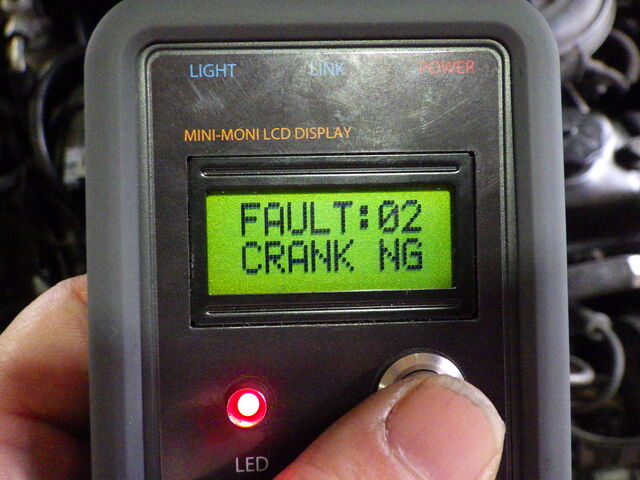 LIGHT LINK POWER
MINI-MONI LCD DISPLAY
FAULT:02
CRANK NG
LED